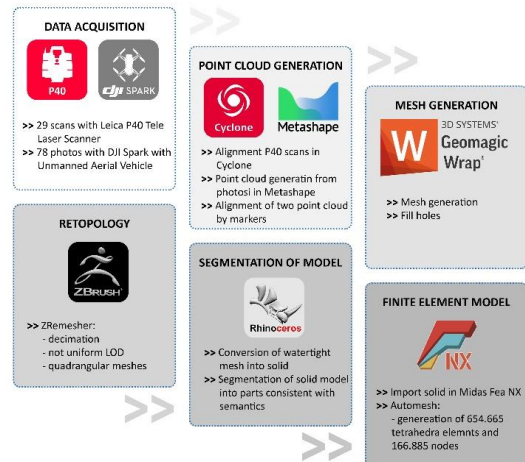 DATA ACQUISITION
P40
dji SPARK
>> 29 scans with Leica P40 Tele
Laser Scanner
>> 78 photos with DJI Spark with
Unmanned Aerial Vehicle
POINT CLOUD GENERATION
Cyclone
Metashape
>> Alignment P40 scans in
Cyclone
>> Point cloud generatin from
photosi in Metashape
>> Alignment of two point cloud
by markers
MESH GENERATION
W
3D SYSTEMS'
Geomagic
Wrap®
>> Mesh generation
>> Fill holes
RETOPOLOGY
ZBRUSH®
>> ZRemesher:
- decimation
- not uniform LOD
- quadrangular meshes
SEGMENTATION OF MODEL
Rhinoceros
>> Conversion of watertight
mesh into solid
>> Segmentation of solid model
into parts consistent with
semantics
FINITE ELEMENT MODEL
NX
>> Import solid in Midas Fea NX
>> Automesh:
- genereation of 654.665
tetrahedra elemnts and
166.885 nodes